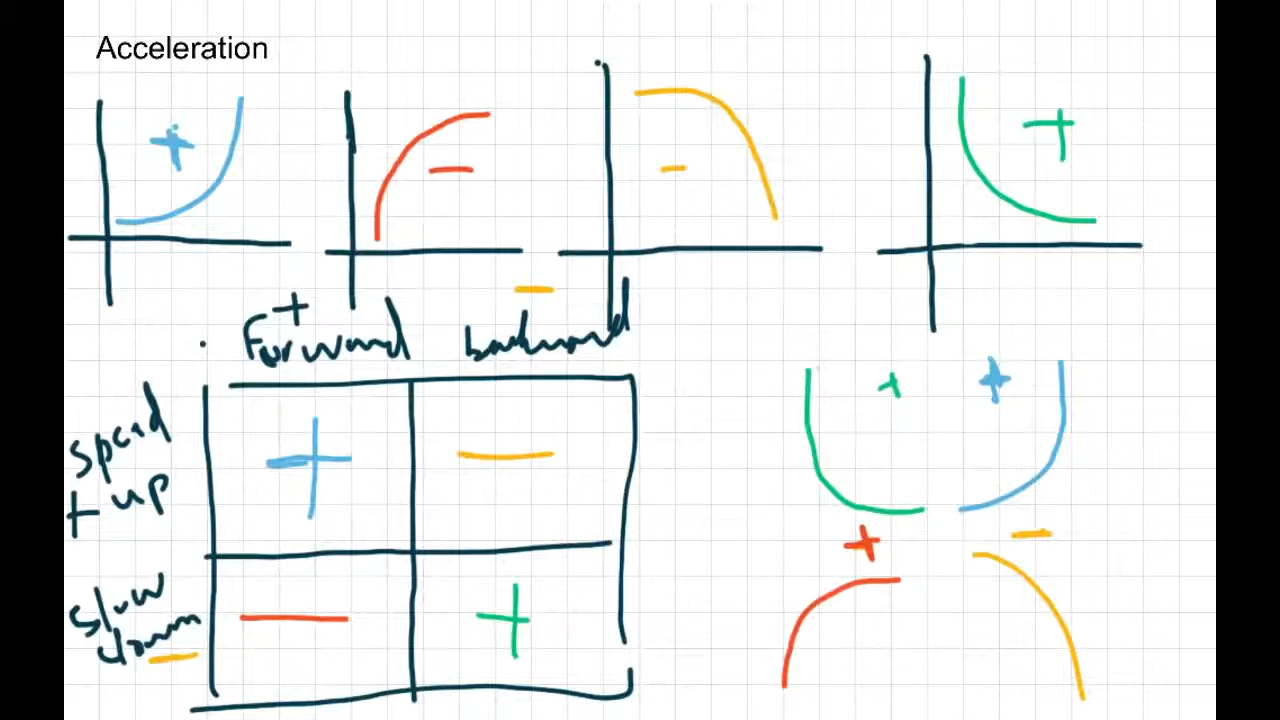 Acceleration
+ - - +
+ -
Forward backward
speed + -
+ up
slow - +
down
-
+ +
+ -